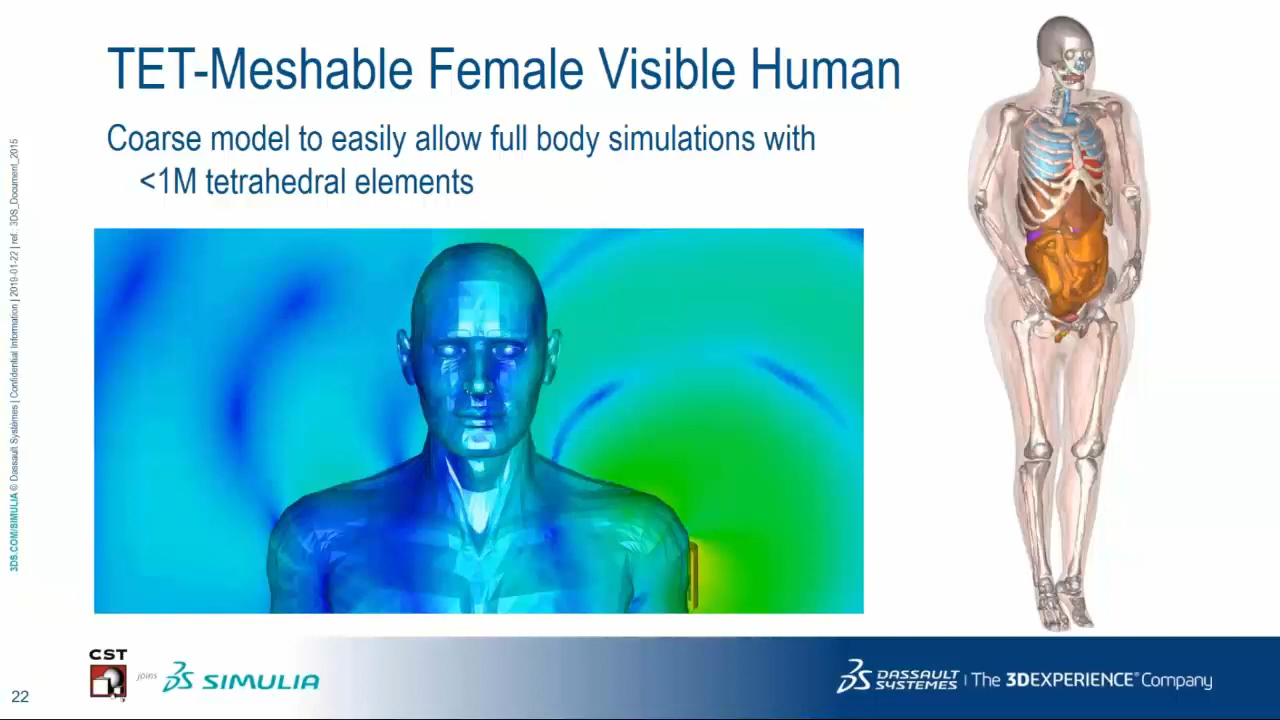 TET-Meshable Female Visible Human
Coarse model to easily allow full body simulations with
<1M tetrahedral elements
3DS.COM/SIMULIA © Dassault Systèmes | Confidential Information | 2019-01-22 | ref.: 3DS_Document_2015
CST
joins
SIMULIA
DASSAULT SYSTEMES | The 3DEXPERIENCE® Company
22